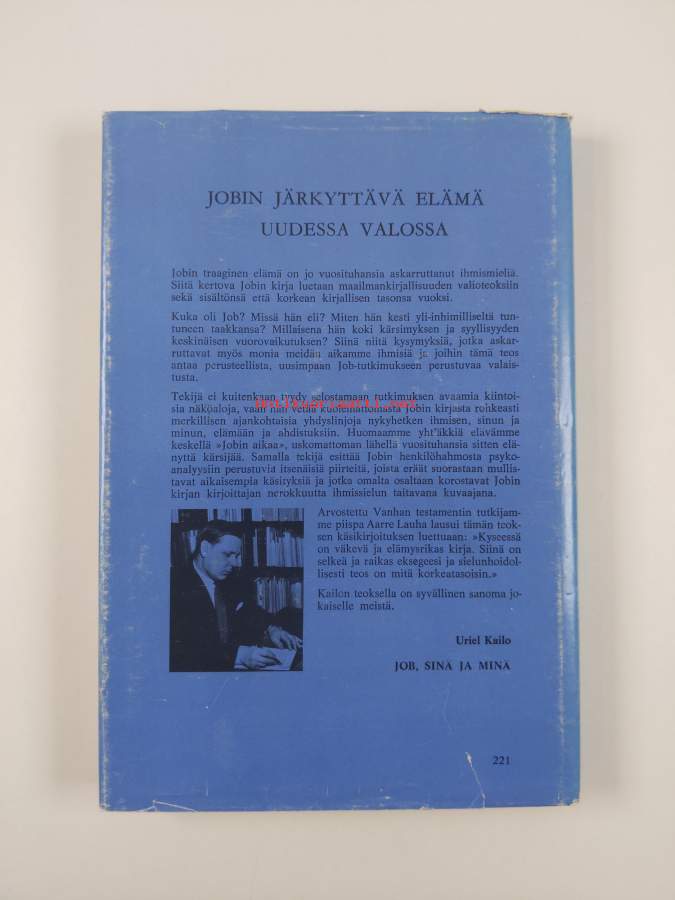 JOBIN JÄRKYTTÄVÄ ELÄMÄ
UUDESSA VALOSSA
Jobin traaginen elämä on jo vuosituhansia askarruttanut ihmismieliä.
Siitä kertova Jobin kirja luetaan maailmankirjallisuuden valioteoksiin
sekä sisältönsä että korkean kirjallisen tasonsa vuoksi.
Kuka oli Job? Missä hän eli? Miten hän kesti yli-inhimilliseltä tun-
tuneen taakkansa? Millaisena hän koki kärsimyksen ja syyllisyyden
keskinäisen vuorovaikutuksen? Siinä niitä kysymyksiä, jotka askar-
ruttavat myös monia meidän aikamme ihmisiä ja joihin tämä teos
antaa perusteellista, uusimpaan Job-tutkimukseen perustuvaa valais-
tusta.
Tekijä ei kuitenkaan tyydy selostamaan tutkimuksen avaamia kiintoi-
sia näköaloja, vaan hän vetää kuolemattomasta Jobin kirjasta rohkeasti
merkillisen ajankohtaisia yhdyslinjoja nykyhetken ihmisen, sinun ja
minun, elämään ja ahdistuksiin. Huomaamme yht'äkkiä elävämme
keskellä »Jobin aikaa», uskomattoman lähellä vuosituhansia sitten elä-
nyttä kärsijää. Samalla tekijä esittää Jobin henkilöhahmosta psyko-
analyysiin perustuvia itsenäisiä piirteitä, joista eräät suorastaan mullis-
tavat aikaisempia käsityksiä ja jotka omalta osaltaan korostavat Jobin
kirjan kirjoittajan nerokkuutta ihmissielun taitavana kuvaajana.
Arvostettu Vanhan testamentin tutkijam-
me piispa Aarre Lauha lausui tämän teok-
sen käsikirjoituksen luettuaan: »Kyseessä
on väkevä ja elämysrikas kirja. Siinä on
selkeä ja raikas eksegeesi ja sielunhoidol-
lisesti teos on mitä korkeatasoisin.»
Kailon teoksella on syvällinen sanoma jo-
kaiselle meistä.
Uriel Kailo
JOB, SINÄ JA MINÄ
221